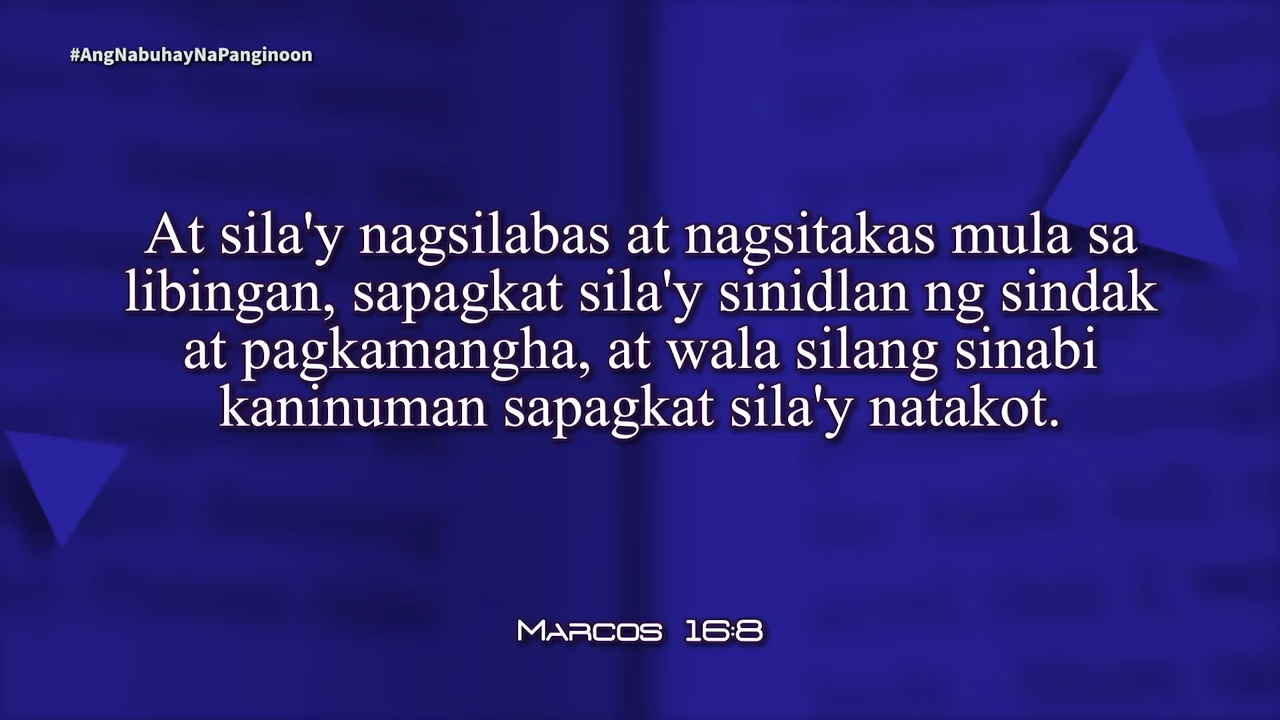 #AngNabuhayNaPanginoon
At sila'y nagsilabas at nagsitakas mula sa
libingan, sapagkat sila'y sinidlan ng sindak
at pagkamangha, at wala silang sinabi
kaninuman sapagkat sila'y natakot.
Marcos 16:8